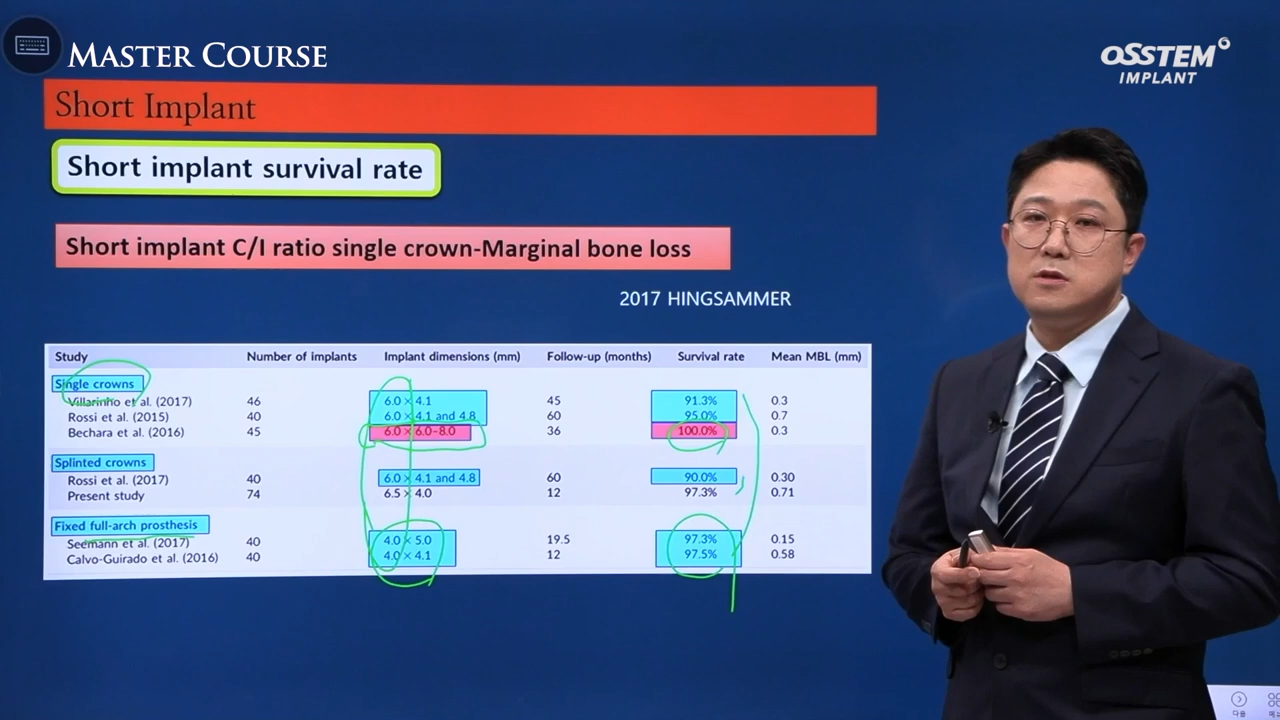 MASTER COURSE
OSSTEM
IMPLANT
Short Implant
Short implant survival rate
Short implant C/I ratio single crown-Marginal bone loss
2017 HINGSAMMER
Study Number of implants Implant dimensions (mm) Follow-up (months) Survival rate Mean MBL (mm)
Single crowns
Villarinho et al. (2017) 46 6.0 × 4.1 45 91.3% 0.3
Rossi et al. (2015) 40 6.0 × 4.1 and 4.8 60 95.0% 0.7
Bechara et al. (2016) 45 6.0 × 6.0-8.0 36 100.0% 0.3
Splinted crowns
Rossi et al. (2017) 40 6.0 × 4.1 and 4.8 60 90.0% 0.30
Present study 74 6.5 × 4.0 12 97.3% 0.71
Fixed full-arch prosthesis
Seemann et al. (2017) 40 4.0 × 5.0 19.5 97.3% 0.15
Calvo-Guirado et al. (2016) 40 4.0 × 4.1 12 97.5% 0.58
다음